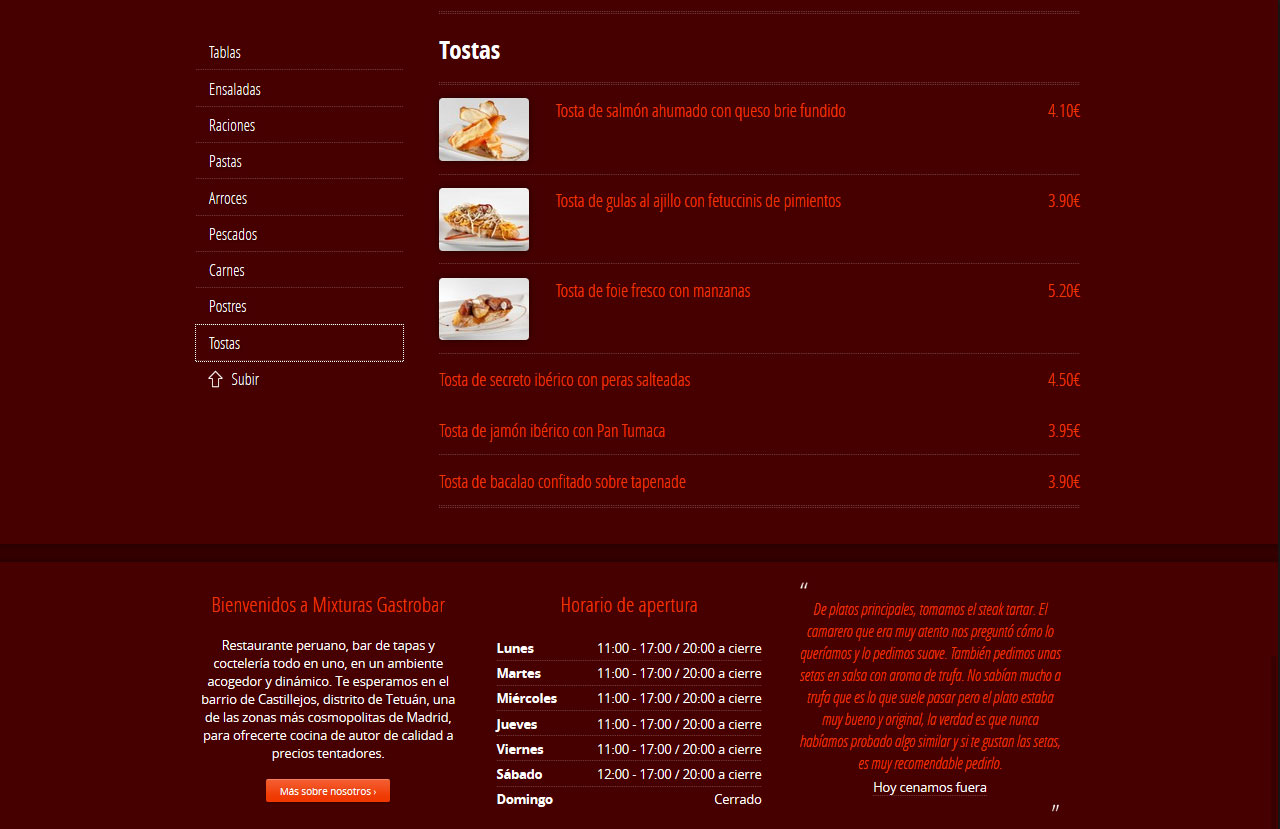 Tablas
Ensaladas
Raciones
Pastas
Arroces
Pescados
Carnes
Postres
Tostas
Subir
Tostas
Tosta de salmón ahumado con queso brie fundido 4.10€
Tosta de gulas al ajillo con fetuccinis de pimientos 3.90€
Tosta de foie fresco con manzanas 5.20€
Tosta de secreto ibérico con peras salteadas 4.50€
Tosta de jamón ibérico con Pan Tumaca 3.95€
Tosta de bacalao confitado sobre tapenade 3.90€
Bienvenidos a Mixturas Gastrobar
Restaurante peruano, bar de tapas y
coctelería todo en uno, en un ambiente
acogedor y dinámico. Te esperamos en el
barrio de Castillejos, distrito de Tetuán, una
de las zonas más cosmopolitas de Madrid,
para ofrecerte cocina de autor de calidad a
precios tentadores.
Más sobre nosotros ›
Horario de apertura
Lunes 11:00 - 17:00 / 20:00 a cierre
Martes 11:00 - 17:00 / 20:00 a cierre
Miércoles 11:00 - 17:00 / 20:00 a cierre
Jueves 11:00 - 17:00 / 20:00 a cierre
Viernes 11:00 - 17:00 / 20:00 a cierre
Sábado 12:00 - 17:00 / 20:00 a cierre
Domingo Cerrado
“
De platos principales, tomamos el steak tartar. El
camarero que era muy atento nos preguntó cómo lo
queríamos y lo pedimos suave. También pedimos unas
setas en salsa con aroma de trufa. No sabían mucho a
trufa que es lo que suele pasar pero el plato estaba
muy bueno y original, la verdad es que nunca
habíamos probado algo similar y si te gustan las setas,
es muy recomendable pedirlo.
Hoy cenamos fuera
”